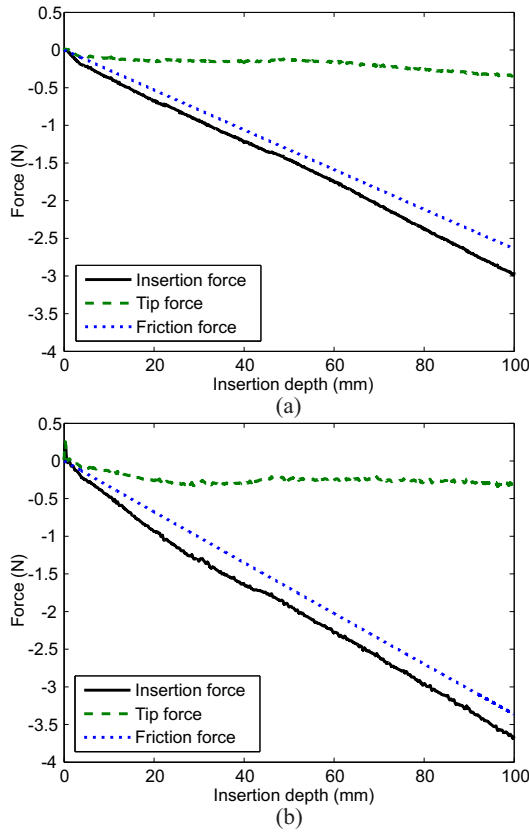 0.5
0
-0.5
-1
-1.5
-2
-2.5
-3
-3.5
-4
Force (N)
Insertion force
Tip force
Friction force
0 20 40 60 80 100
Insertion depth (mm)
(a)
0.5
0
-0.5
-1
-1.5
-2
-2.5
-3
-3.5
-4
Force (N)
Insertion force
Tip force
Friction force
0 20 40 60 80 100
Insertion depth (mm)
(b)